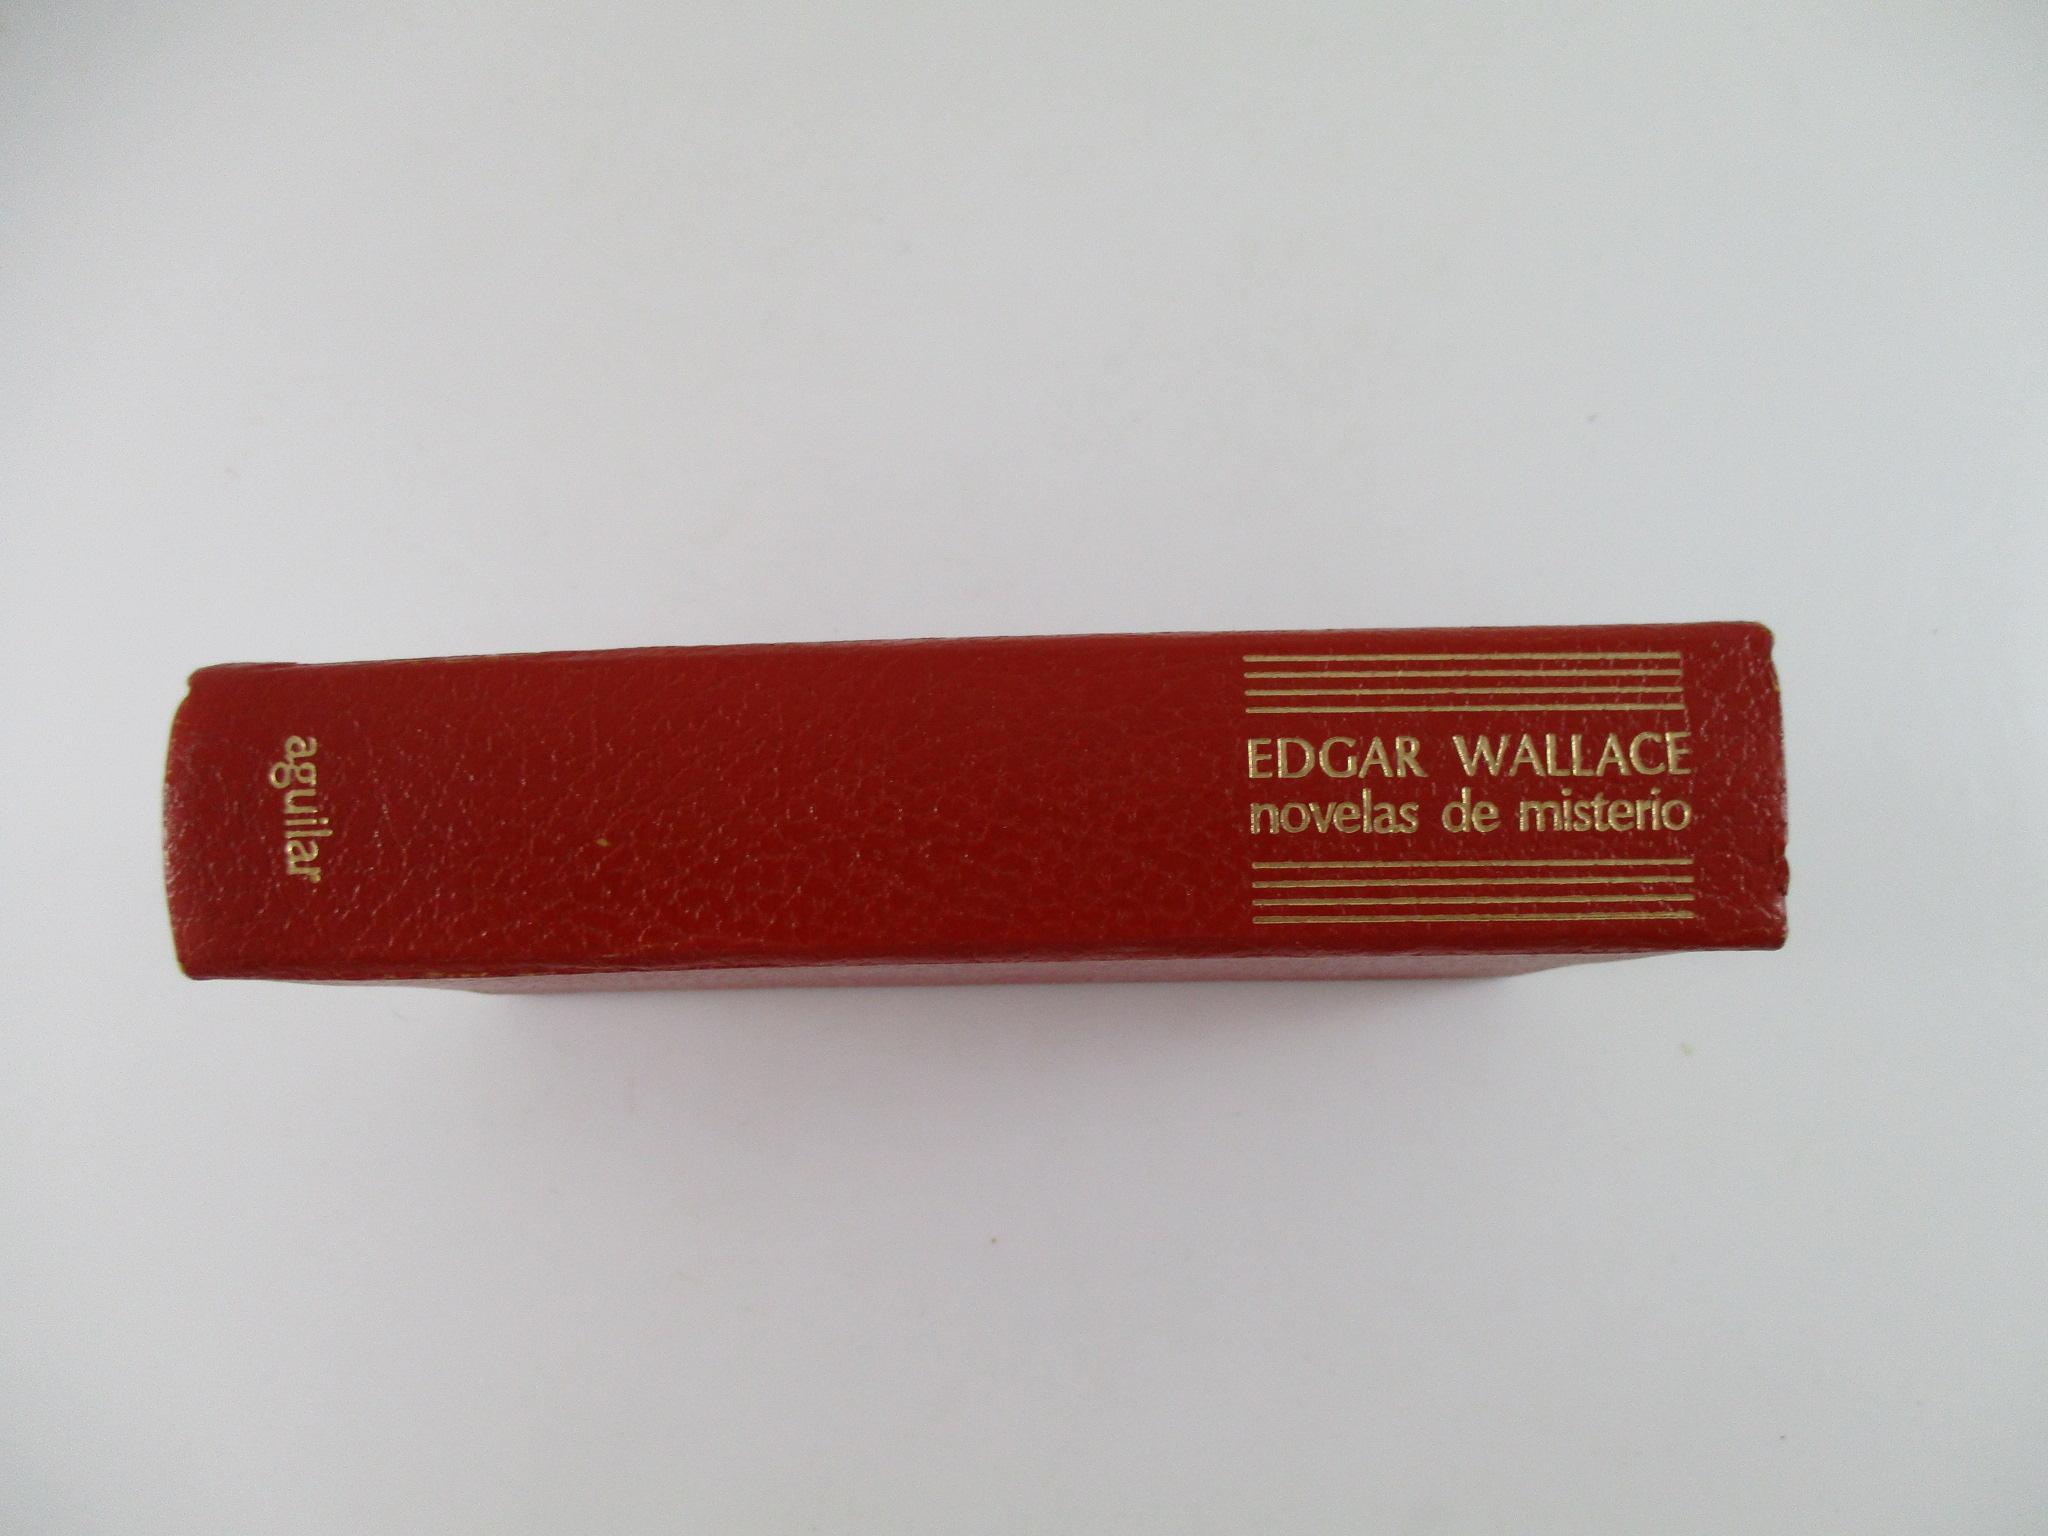 EDGAR WALLACE
novelas de misterio
aguilar